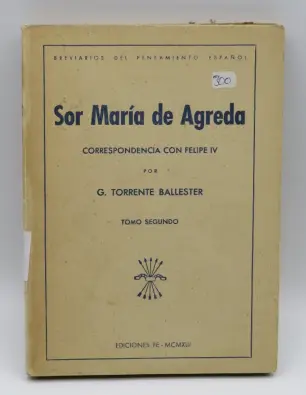 BREVIARIOS DEL PENSAMIENTO ESPAÑOL
300
Sor María de Agreda
CORRESPONDENCIA CON FELIPE IV
POR
G. TORRENTE BALLESTER
TOMO SEGUNDO
EDICIONES FE - MCMXLII